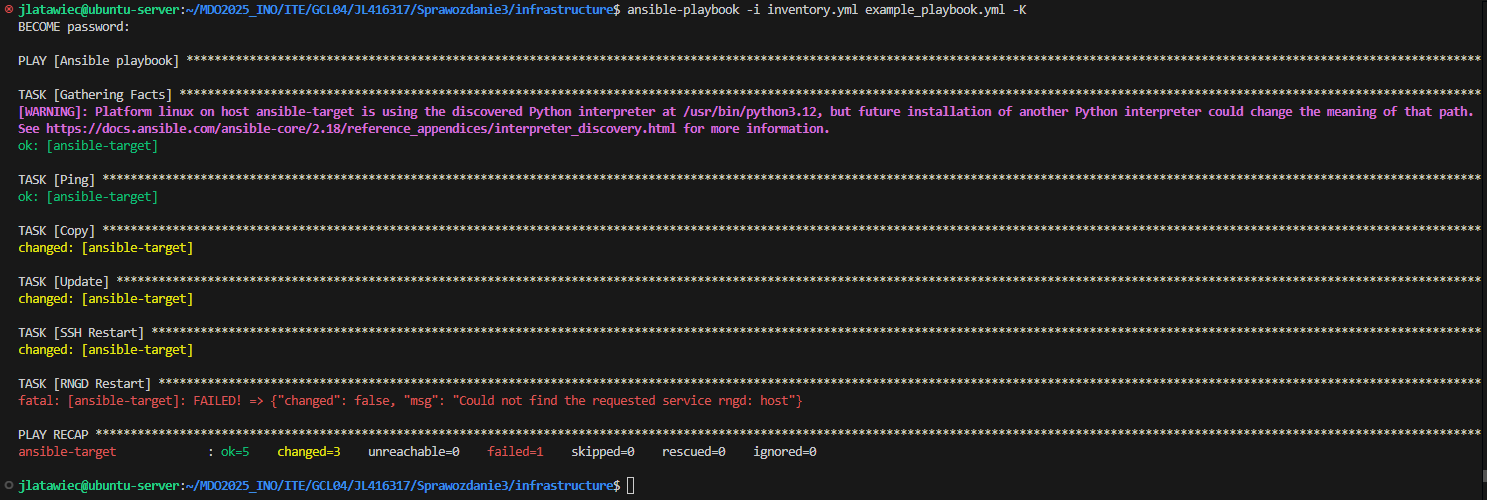 jlatawiec@ubuntu-server:~/MDO2025_INO/ITE/GCL04/JL416317/Sprawozdanie3/infrastructure$ ansible-playbook -i inventory.yml example_playbook.yml -K
BECOME password:
PLAY [Ansible playbook] ****************************************************************************************************************************************************************************************
TASK [Gathering Facts] *****************************************************************************************************************************************************************************************
[WARNING]: Platform linux on host ansible-target is using the discovered Python interpreter at /usr/bin/python3.12, but future installation of another Python interpreter could change the meaning of that path.
See https://docs.ansible.com/ansible-core/2.18/reference_appendices/interpreter_discovery.html for more information.
ok: [ansible-target]
TASK [Ping] ****************************************************************************************************************************************************************************************************
ok: [ansible-target]
TASK [Copy] ****************************************************************************************************************************************************************************************************
changed: [ansible-target]
TASK [Update] **************************************************************************************************************************************************************************************************
changed: [ansible-target]
TASK [SSH Restart] *********************************************************************************************************************************************************************************************
changed: [ansible-target]
TASK [RNGD Restart] ********************************************************************************************************************************************************************************************
fatal: [ansible-target]: FAILED! => {"changed": false, "msg": "Could not find the requested service rngd: host"}
PLAY RECAP *****************************************************************************************************************************************************************************************************
ansible-target             : ok=5    changed=3    unreachable=0    failed=1    skipped=0    rescued=0    ignored=0
jlatawiec@ubuntu-server:~/MDO2025_INO/ITE/GCL04/JL416317/Sprawozdanie3/infrastructure$